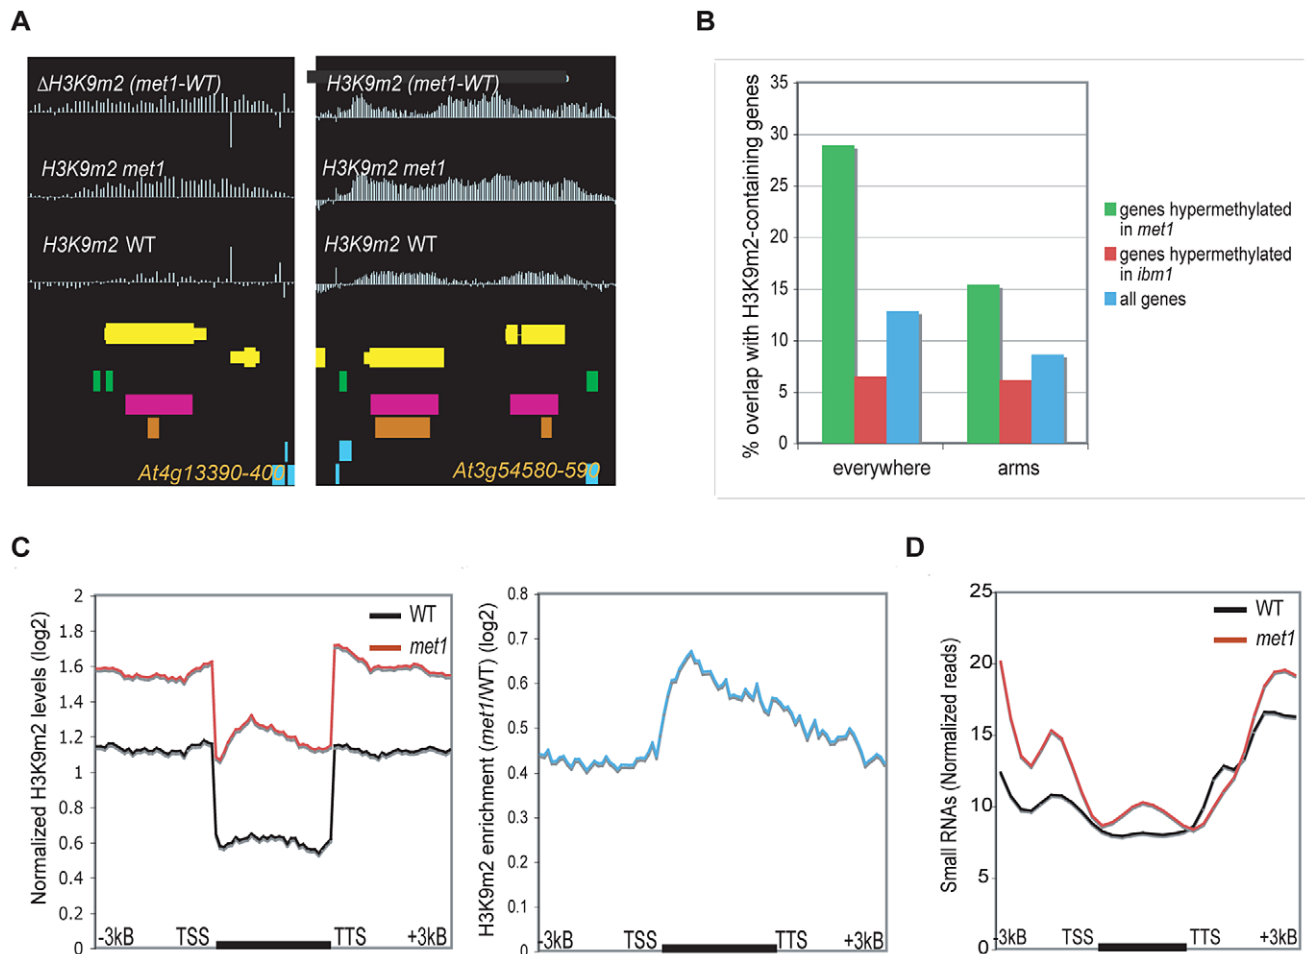 A
ΔH3K9m2 (met1-WT)
H3K9m2 met1
H3K9m2 WT
At4g13390-400
H3K9m2 (met1-WT)
H3K9m2 met1
H3K9m2 WT
At3g54580-590
B
% overlap with H3K9m2-containing genes
35
30
25
20
15
10
5
0
everywhere
arms
genes hypermethylated
in met1
genes hypermethylated
in ibm1
all genes
C
Normalized H3K9m2 levels (log2)
2
1.8
1.6
1.4
1.2
1
0.8
0.6
0.4
0.2
0
WT
met1
-3kB TSS TTS +3kB
H3K9m2 enrichment (met1/WT) (log2)
0.8
0.7
0.6
0.5
0.4
0.3
0.2
0.1
0
-3kB TSS TTS +3kB
D
Small RNAs (Normalized reads)
25
20
15
10
5
0
WT
met1
-3kB TSS TTS +3kB